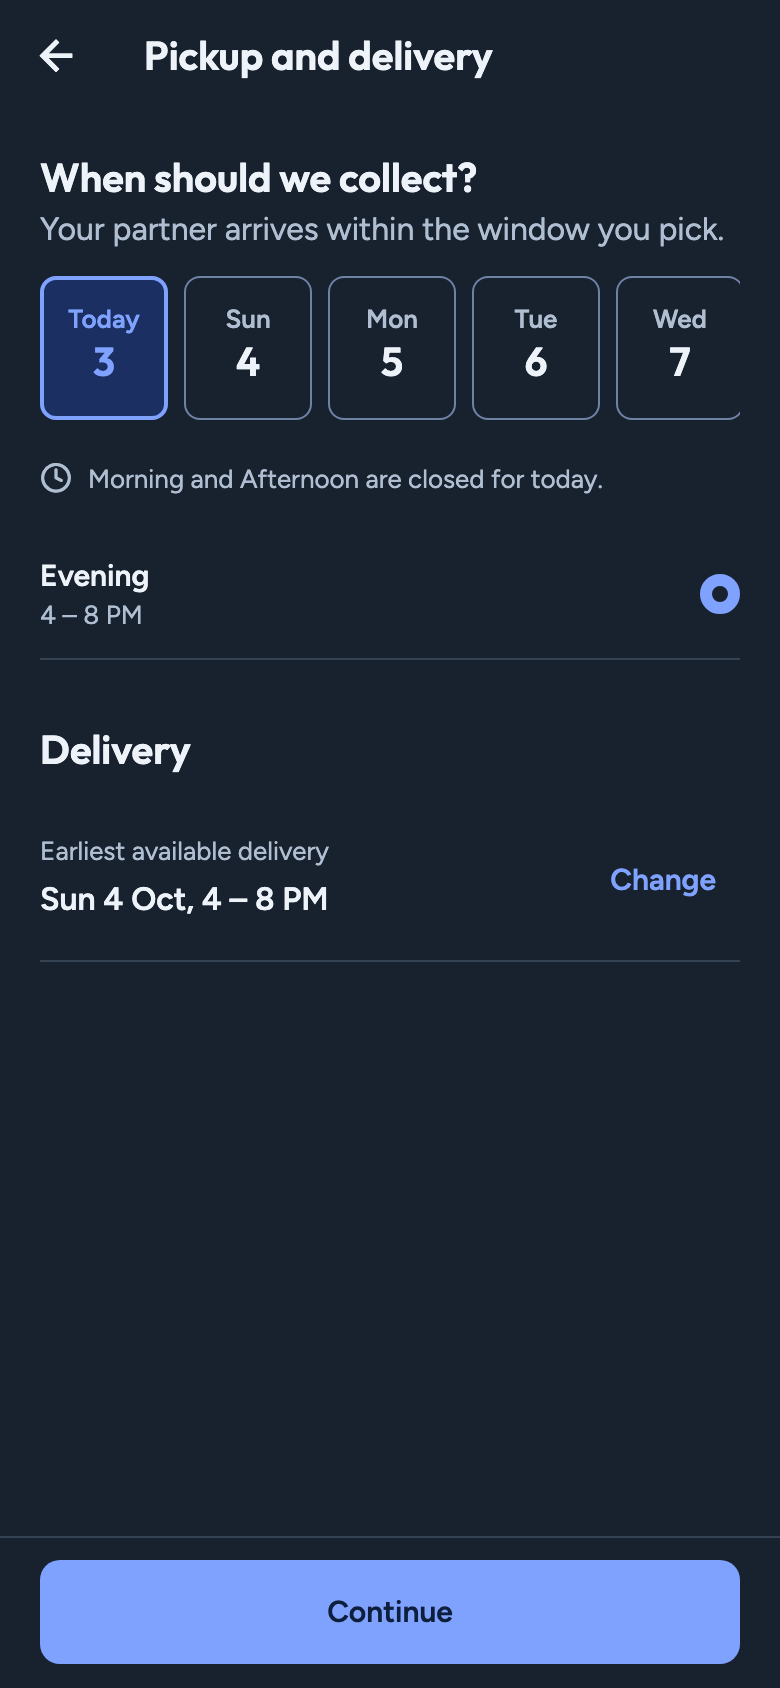 Pickup and delivery
When should we collect?
Your partner arrives within the window you pick.
Today Sun Mon Tue Wed
3 4 5 6 7
Morning and Afternoon are closed for today.
Evening
4 – 8 PM
Delivery
Earliest available delivery
Sun 4 Oct, 4 – 8 PM
Change
Continue